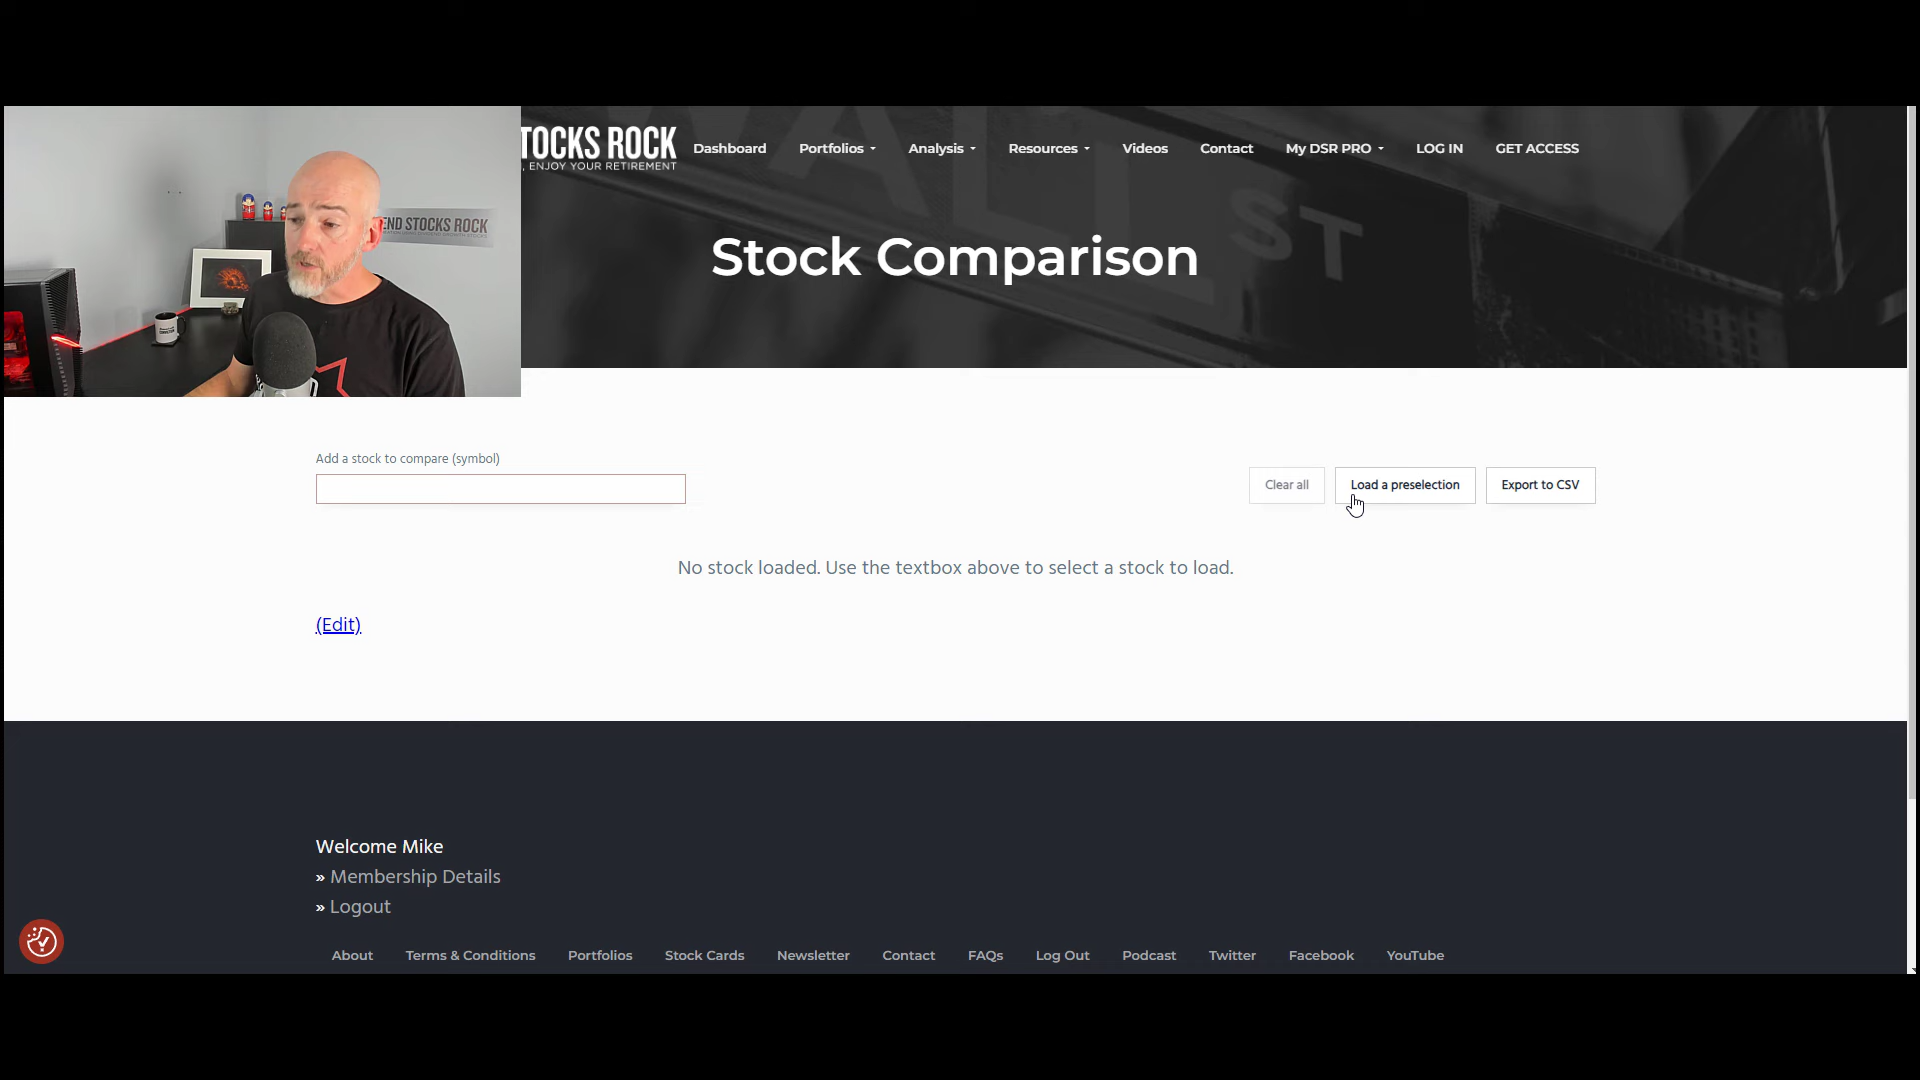 TOCKS ROCK
, ENJOY YOUR RETIREMENT
Dashboard
Portfolios
Analysis
Resources
Videos
Contact
My DSR PRO
LOG IN
GET ACCESS
END STOCKS ROCK
WALL ST
Stock Comparison
Add a stock to compare (symbol)
Clear all
Load a preselection
Export to CSV
No stock loaded. Use the textbox above to select a stock to load.
(Edit)
Welcome Mike
» Membership Details
» Logout
About
Terms & Conditions
Portfolios
Stock Cards
Newsletter
Contact
FAQs
Log Out
Podcast
Twitter
Facebook
YouTube